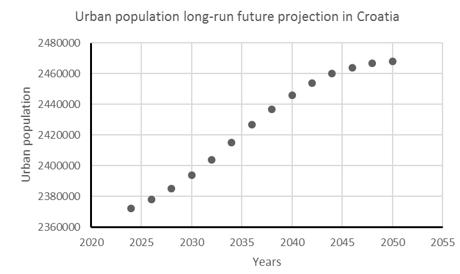 Urban population long-run future projection in Croatia
Urban population
2480000
2460000
2440000
2420000
2400000
2380000
2360000
2020 2025 2030 2035 2040 2045 2050 2055
Years